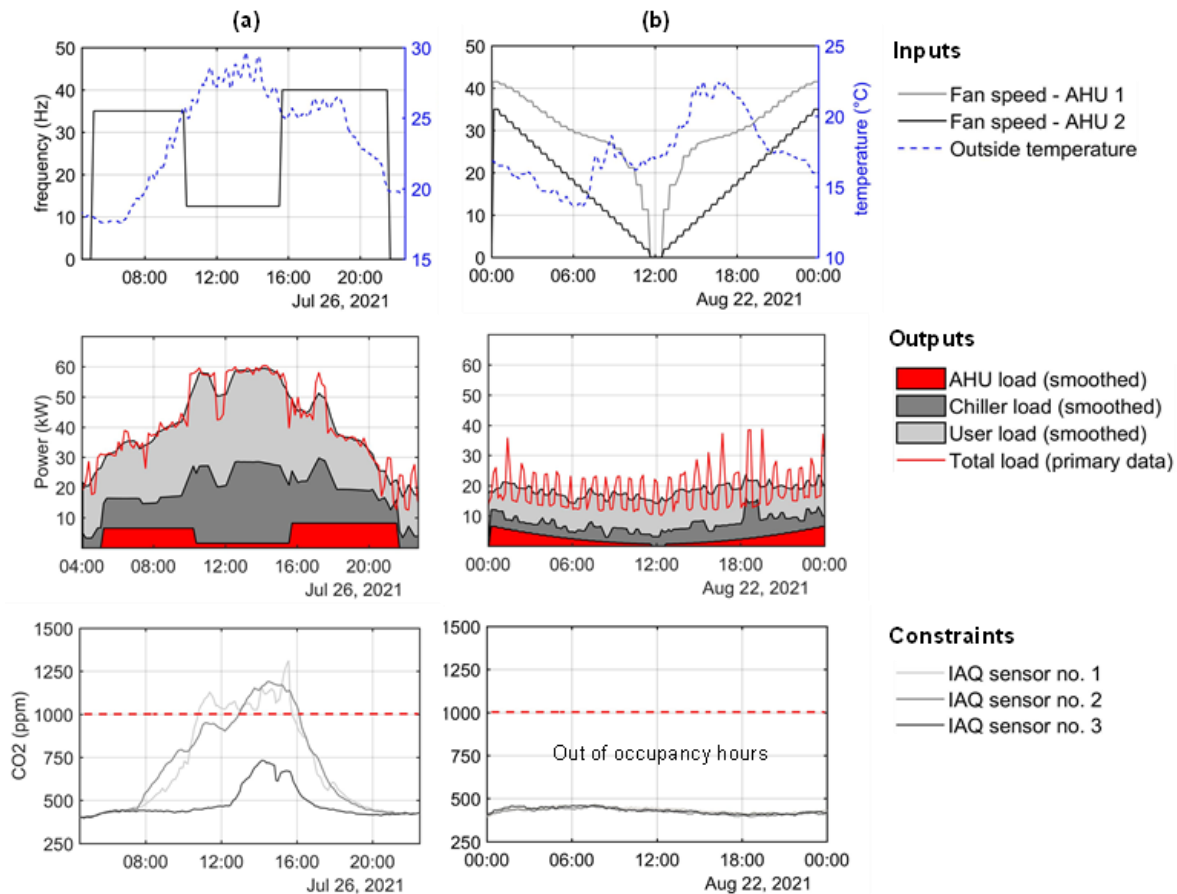 (a)
(b)
50
40
30
20
10
0
frequency (Hz)
30
25
20
15
08:00 12:00 16:00 20:00
Jul 26, 2021
50
40
30
20
10
0
25
20
15
10
temperature (°C)
00:00 06:00 12:00 18:00 00:00
Aug 22, 2021
Inputs
Fan speed - AHU 1
Fan speed - AHU 2
Outside temperature
60
50
40
30
20
10
Power (kW)
04:00 08:00 12:00 16:00 20:00
Jul 26, 2021
60
50
40
30
20
10
00:00 06:00 12:00 18:00 00:00
Aug 22, 2021
Outputs
AHU load (smoothed)
Chiller load (smoothed)
User load (smoothed)
Total load (primary data)
1500
1250
1000
750
500
250
CO2 (ppm)
08:00 12:00 16:00 20:00
Jul 26, 2021
1500
1250
1000
750
500
250
Out of occupancy hours
00:00 06:00 12:00 18:00 00:00
Aug 22, 2021
Constraints
IAQ sensor no. 1
IAQ sensor no. 2
IAQ sensor no. 3